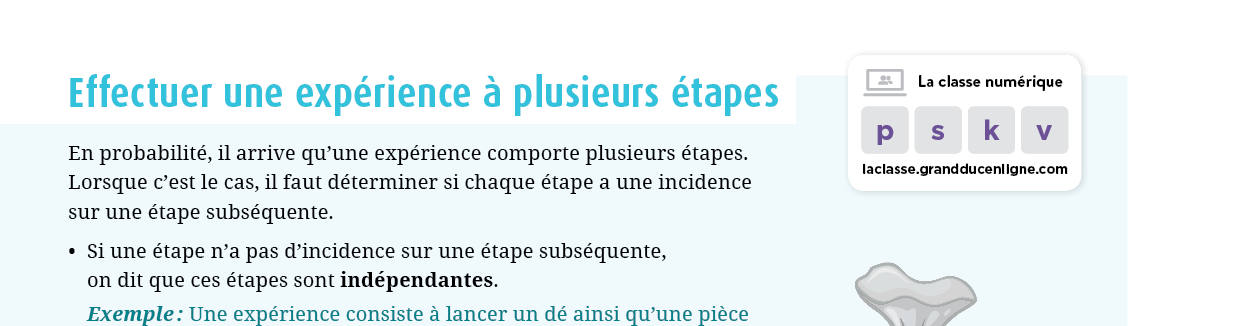 Effectuer une expérience à plusieurs étapes
La classe numérique
p s k v
laclasse.grandducenligne.com
En probabilité, il arrive qu’une expérience comporte plusieurs étapes.
Lorsque c’est le cas, il faut déterminer si chaque étape a une incidence
sur une étape subséquente.
• Si une étape n’a pas d’incidence sur une étape subséquente,
on dit que ces étapes sont indépendantes.
Exemple : Une expérience consiste à lancer un dé ainsi qu’une pièce